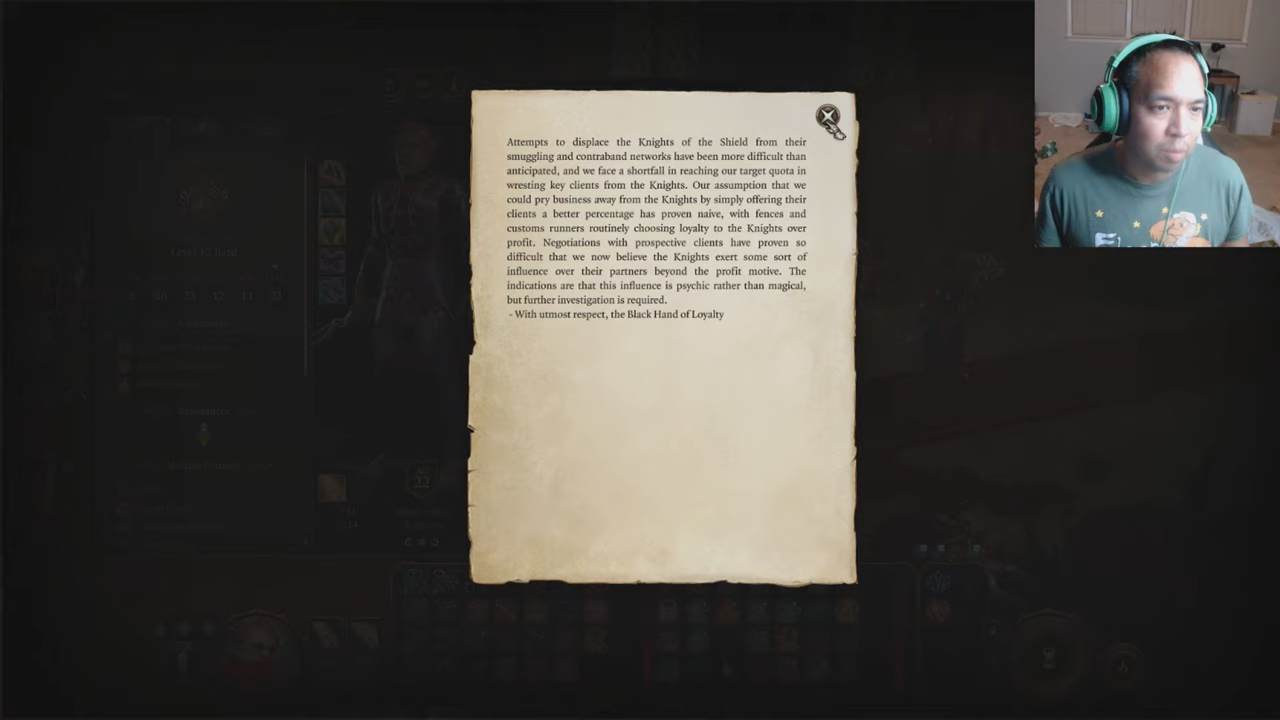 Attempts to displace the Knights of the Shield from their
smuggling and contraband networks have been more difficult than
anticipated, and we face a shortfall in reaching our target quota in
wresting key clients from the Knights. Our assumption that we
could pry business away from the Knights by simply offering their
clients a better percentage has proven naive, with fences and
customs runners routinely choosing loyalty to the Knights over
profit. Negotiations with prospective clients have proven so
difficult that we now believe the Knights exert some sort of
influence over their partners beyond the profit motive. The
indications are that this influence is psychic rather than magical,
but further investigation is required.
- With utmost respect, the Black Hand of Loyalty
Resistances